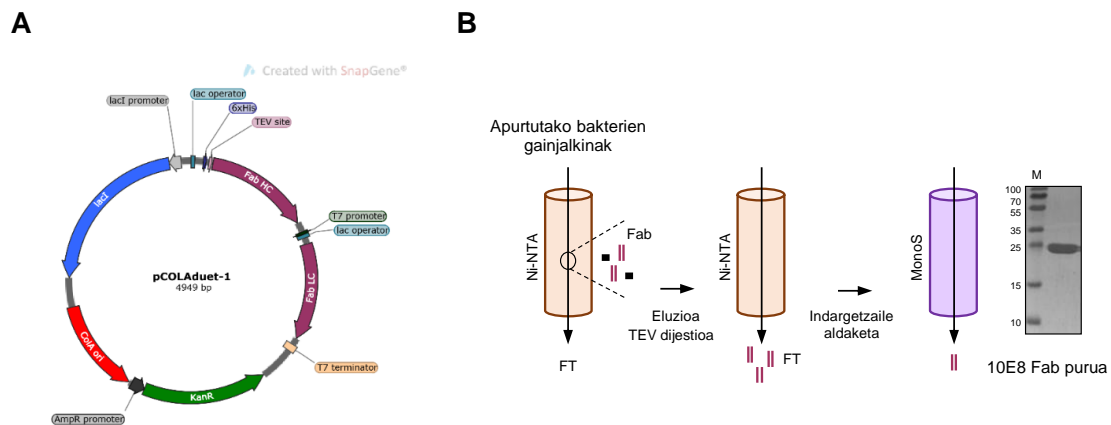 A
B
Created with SnapGene®
lacI promoter
lac operator
6xHis
TEV site
Fab HC
T7 promoter
lac operator
Fab LC
T7 terminator
KanR
AmpR promoter
ColA ori
lacI
pCOLAduet-1
4949 bp
Apurtutako bakterien
gainjalkinak
Ni-NTA
Fab
FT
Eluzioa
TEV dijestioa
Ni-NTA
FT
Indargetzaile
aldaketa
MonoS
M
100
70
55
35
25
15
10
10E8 Fab purua